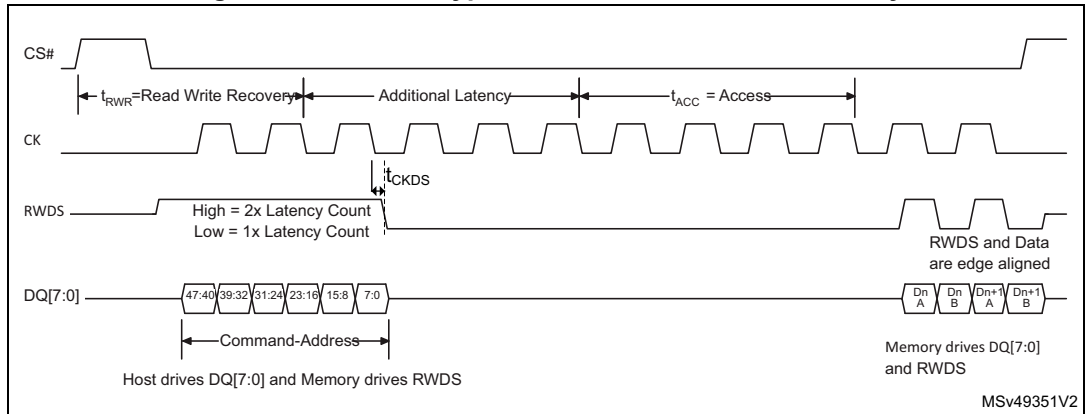 CS#
tRWR=Read Write Recovery
Additional Latency
tACC = Access
CK
tCKDS
RWDS
High = 2x Latency Count
Low = 1x Latency Count
RWDS and Data
are edge aligned
DQ[7:0]
47:40 39:32 31:24 23:16 15:8 7:0
Dn Dn Dn+1 Dn+1
A B A B
Command-Address
Memory drives DQ[7:0]
and RWDS
Host drives DQ[7:0] and Memory drives RWDS
MSv49351V2